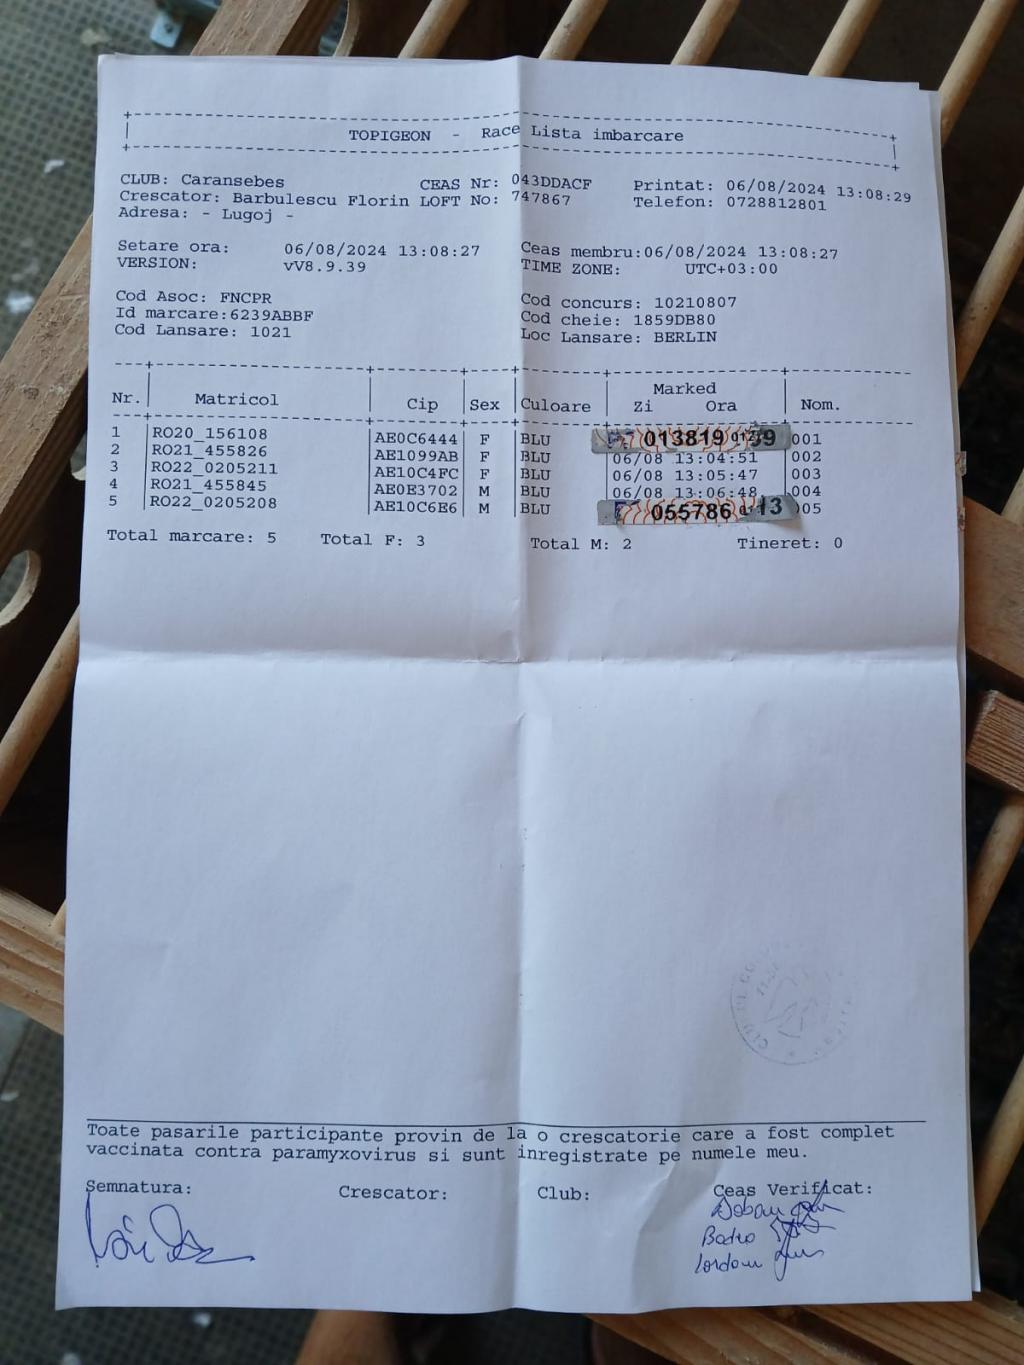 TOPIGEON - Race Lista imbarcare
CLUB: Caransebes CEAS Nr: 043DDACF Printat: 06/08/2024 13:08:29
Crescator: Barbulescu Florin LOFT No: 747867 Telefon: 0728812801
Adresa: - Lugoj -
Setare ora: 06/08/2024 13:08:27 Ceas membru:06/08/2024 13:08:27
VERSION: vV8.9.39 TIME ZONE: UTC+03:00
Cod Asoc: FNCPR Cod concurs: 10210807
Id marcare:6239ABBF Cod cheie: 1859DB80
Cod Lansare: 1021 Loc Lansare: BERLIN
Marked
Nr. Matricol Cip Sex Culoare Zi Ora Nom.
1 RO20_156108 AE0C6444 F BLU 013819 001
2 RO21_455826 AE1099AB F BLU 06/08 13:04:51 002
3 RO22_0205211 AE10C4FC F BLU 06/08 13:05:47 003
4 RO21_455845 AE0E3702 M BLU 06/08 13:06:48 004
5 RO22_0205208 AE10C6E6 M BLU 055786 13 05
Total marcare: 5 Total F: 3 Total M: 2 Tineret: 0
Toate pasarile participante provin de la o crescatorie care a fost complet
vaccinata contra paramyxovirus si sunt inregistrate pe numele meu.
Semnatura: Crescator: Club: Ceas Verificat: